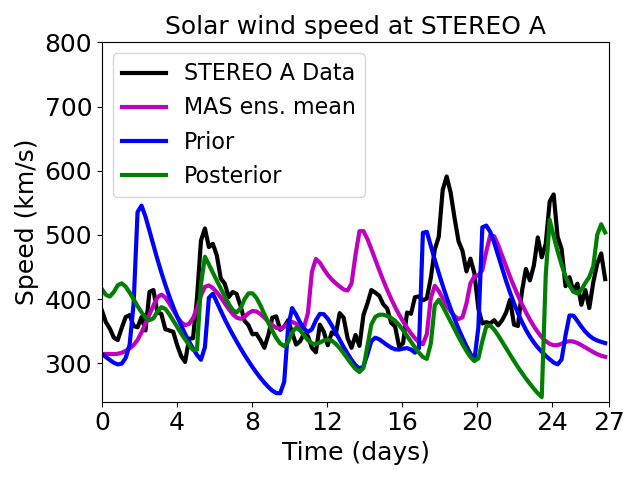 Solar wind speed at STEREO A
800
700
600
500
400
300
Speed (km/s)
STEREO A Data
MAS ens. mean
Prior
Posterior
0 4 8 12 16 20 24 27
Time (days)